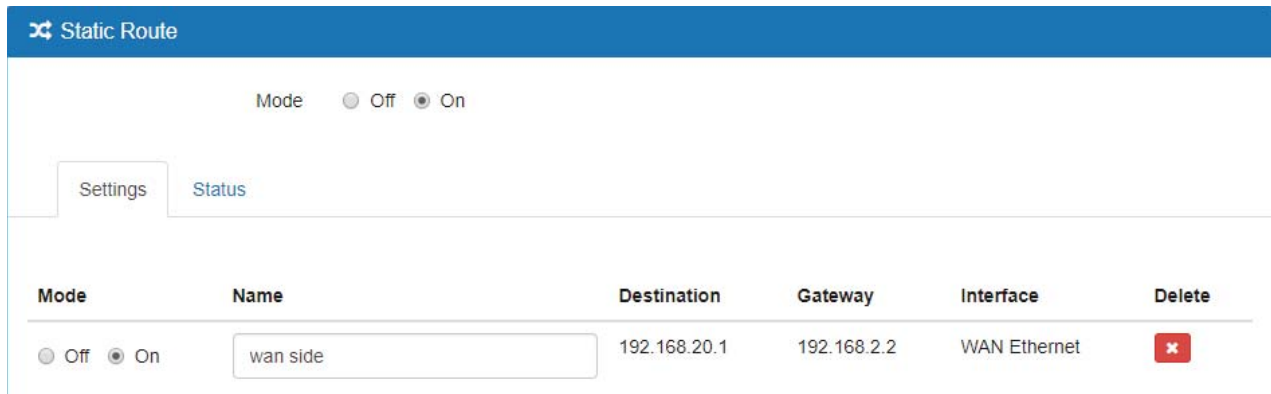 Static Route
Mode Off On
Settings Status
Mode Name Destination Gateway Interface Delete
Off On wan side 192.168.20.1 192.168.2.2 WAN Ethernet